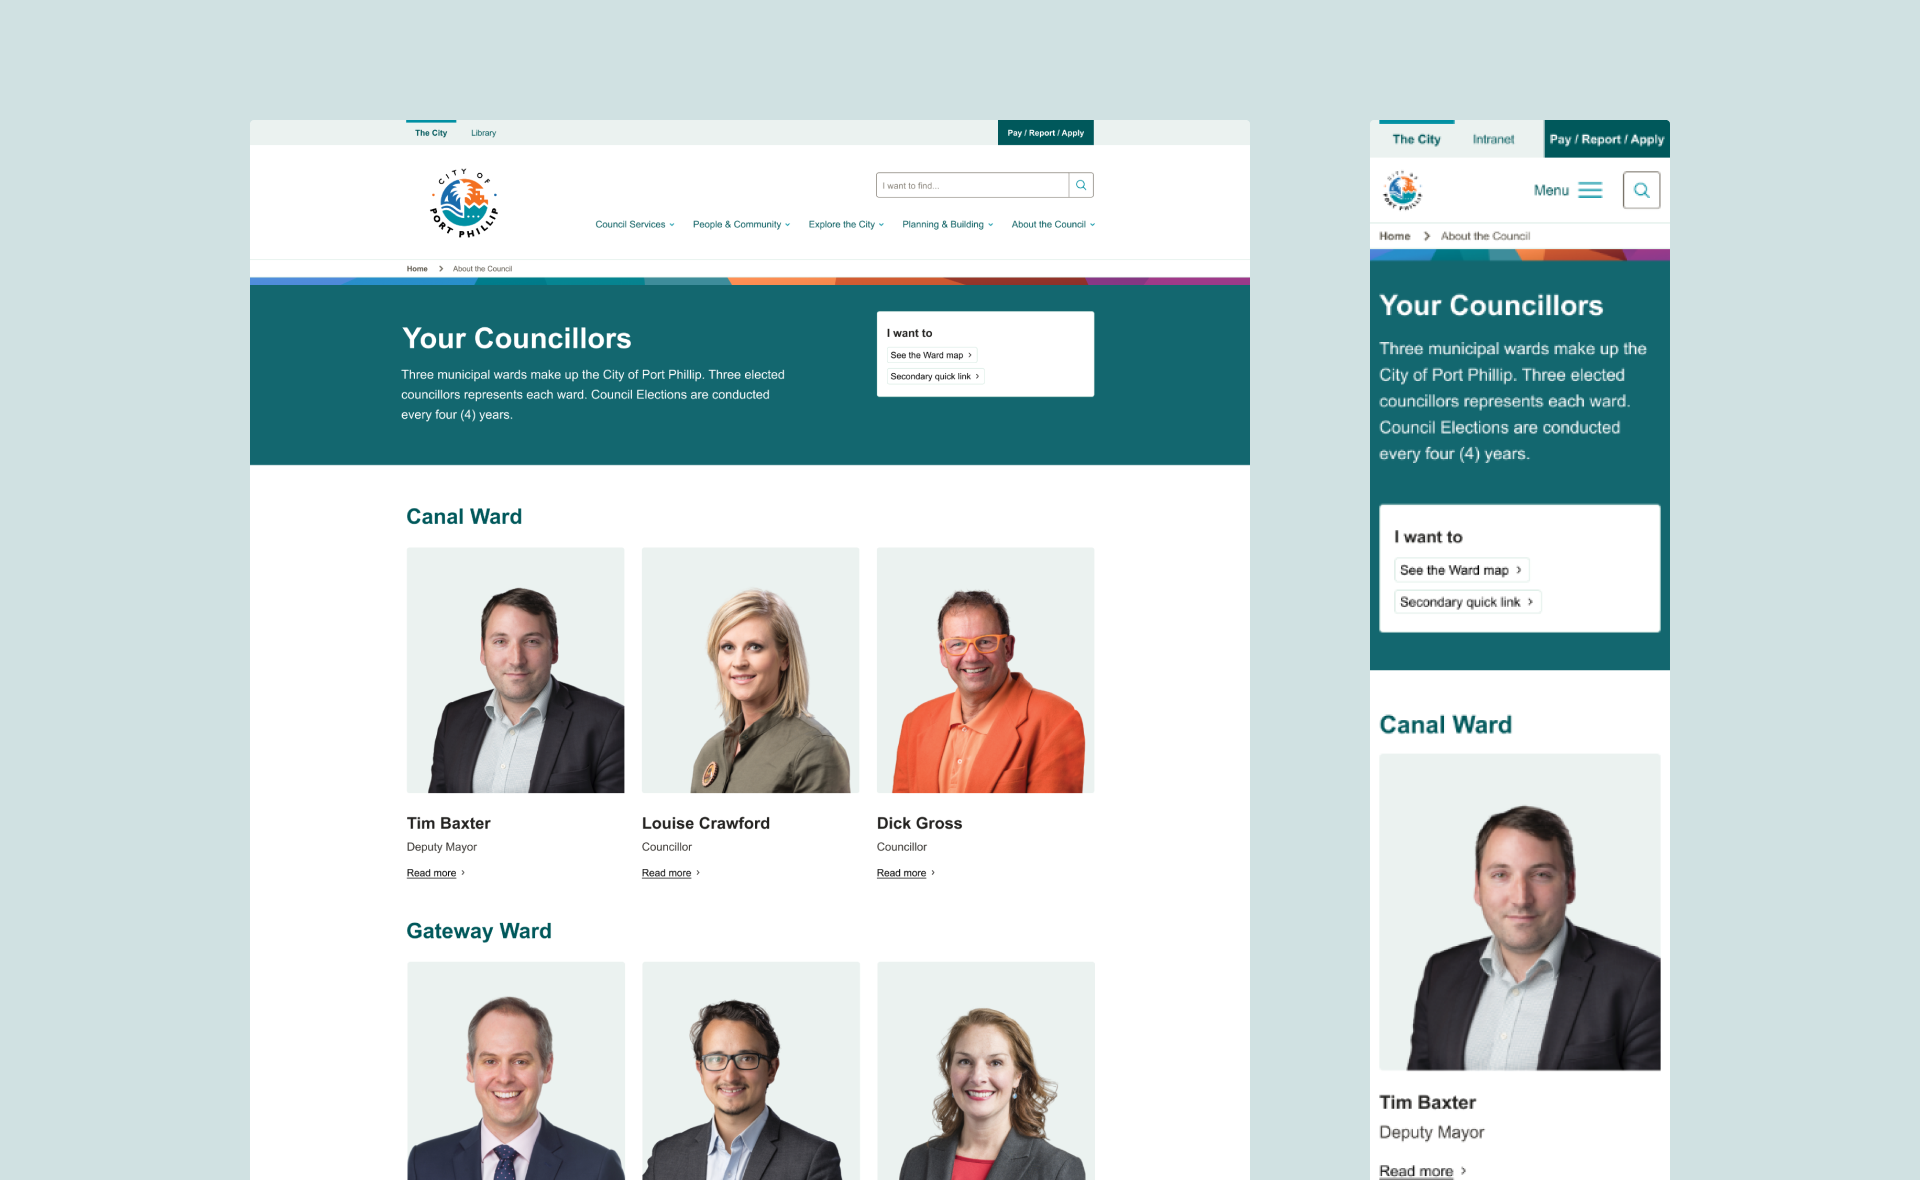 The City
Library
Pay / Report / Apply
CITY OF
PORT PHILLIP
I want to find...
Council Services
People & Community
Explore the City
Planning & Building
About the Council
Home
About the Council
Your Councillors
Three municipal wards make up the City of Port Phillip. Three elected
councillors represents each ward. Council Elections are conducted
every four (4) years.
I want to
See the Ward map
Secondary quick link
Canal Ward
Tim Baxter
Deputy Mayor
Read more
Louise Crawford
Councillor
Read more
Dick Gross
Councillor
Read more
Gateway Ward
The City
Intranet
Pay / Report / Apply
CITY OF
PORT PHILLIP
Menu
Home
About the Council
Your Councillors
Three municipal wards make up the
City of Port Phillip. Three elected
councillors represents each ward.
Council Elections are conducted
every four (4) years.
I want to
See the Ward map
Secondary quick link
Canal Ward
Tim Baxter
Deputy Mayor
Read more